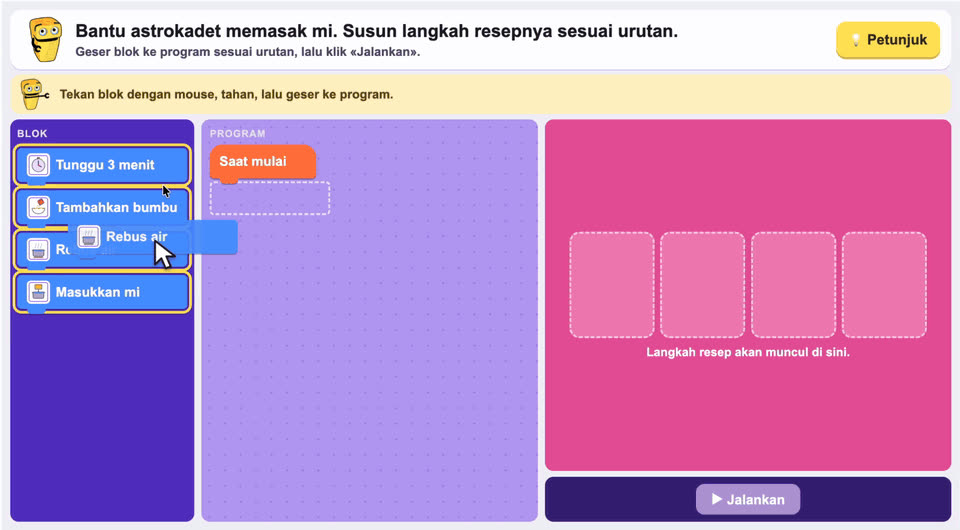 Bantu astrokadet memasak mi. Susun langkah resepnya sesuai urutan.
Geser blok ke program sesuai urutan, lalu klik «Jalankan».
Petunjuk
Tekan blok dengan mouse, tahan, lalu geser ke program.
BLOK
Tunggu 3 menit
Tambahkan bumbu
Rebus air
Masukkan mi
PROGRAM
Saat mulai
Langkah resep akan muncul di sini.
Jalankan